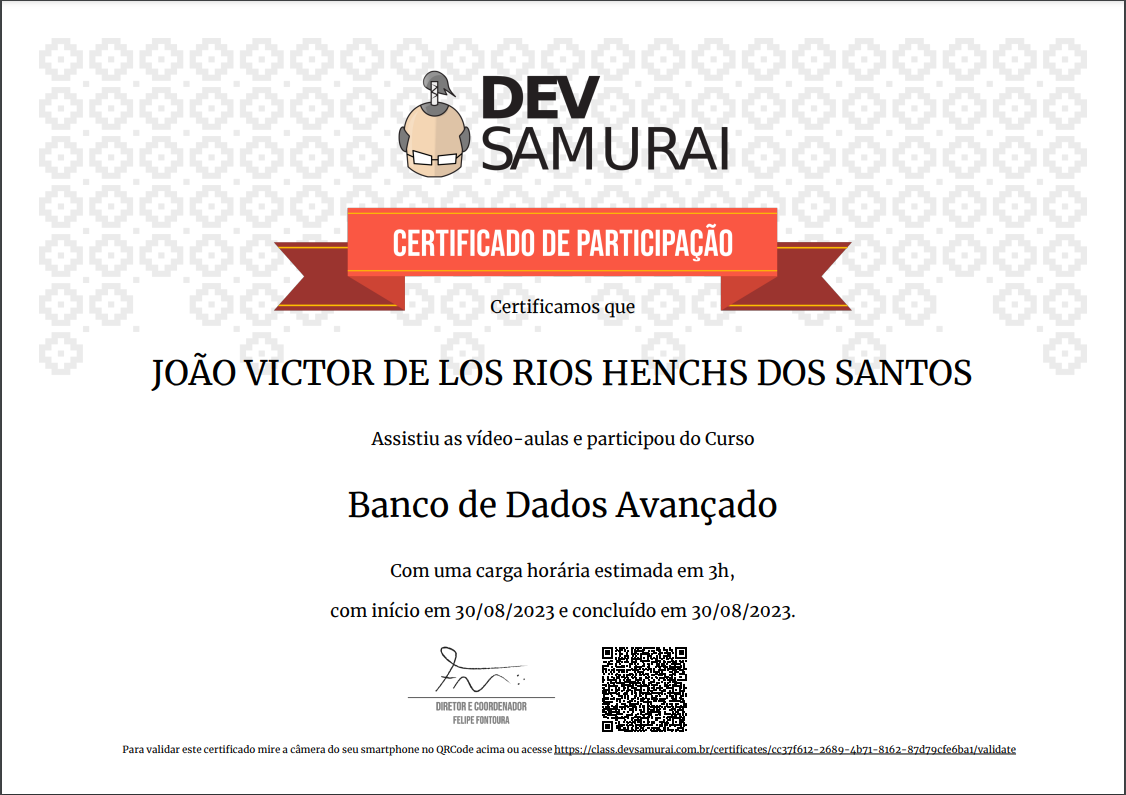 DEV
SAMURAI
CERTIFICADO DE PARTICIPAÇÃO
Certificamos que
JOÃO VICTOR DE LOS RIOS HENCHS DOS SANTOS
Assistiu as vídeo-aulas e participou do Curso
Banco de Dados Avançado
Com uma carga horária estimada em 3h,
com início em 30/08/2023 e concluído em 30/08/2023.
DIRETOR E COORDENADOR
FELIPE FONTOURA
Para validar este certificado mire a câmera do seu smartphone no QRCode acima ou acesse https://class.devsamurai.com.br/certificates/cc37f612-2689-4b71-8162-87d79cfe6ba1/validate